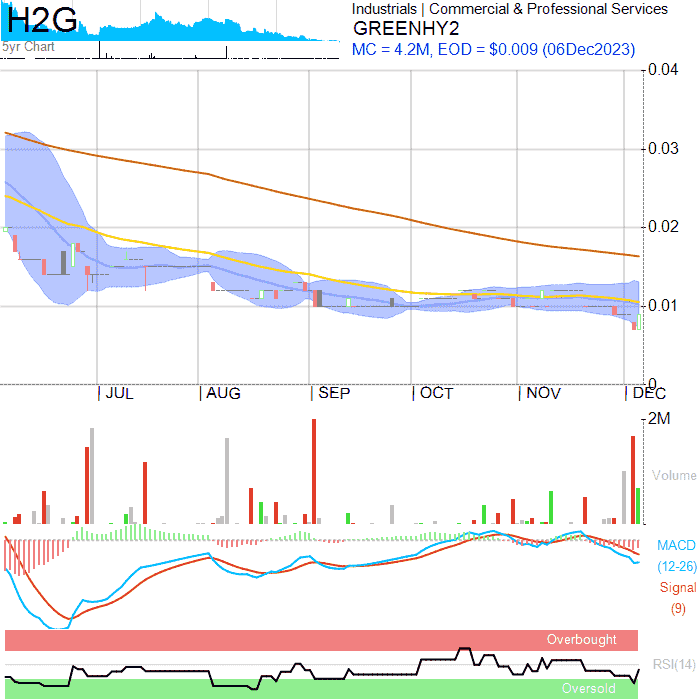 H2G
5yr Chart
Industrials | Commercial & Professional Services
GREENHY2
MC = 4.2M, EOD = $0.009 (06Dec2023)
0.04
0.03
0.02
0.01
0
JUL
AUG
SEP
OCT
NOV
DEC
2M
Volume
MACD
(12-26)
Signal
(9)
Overbought
RSI(14)
Oversold